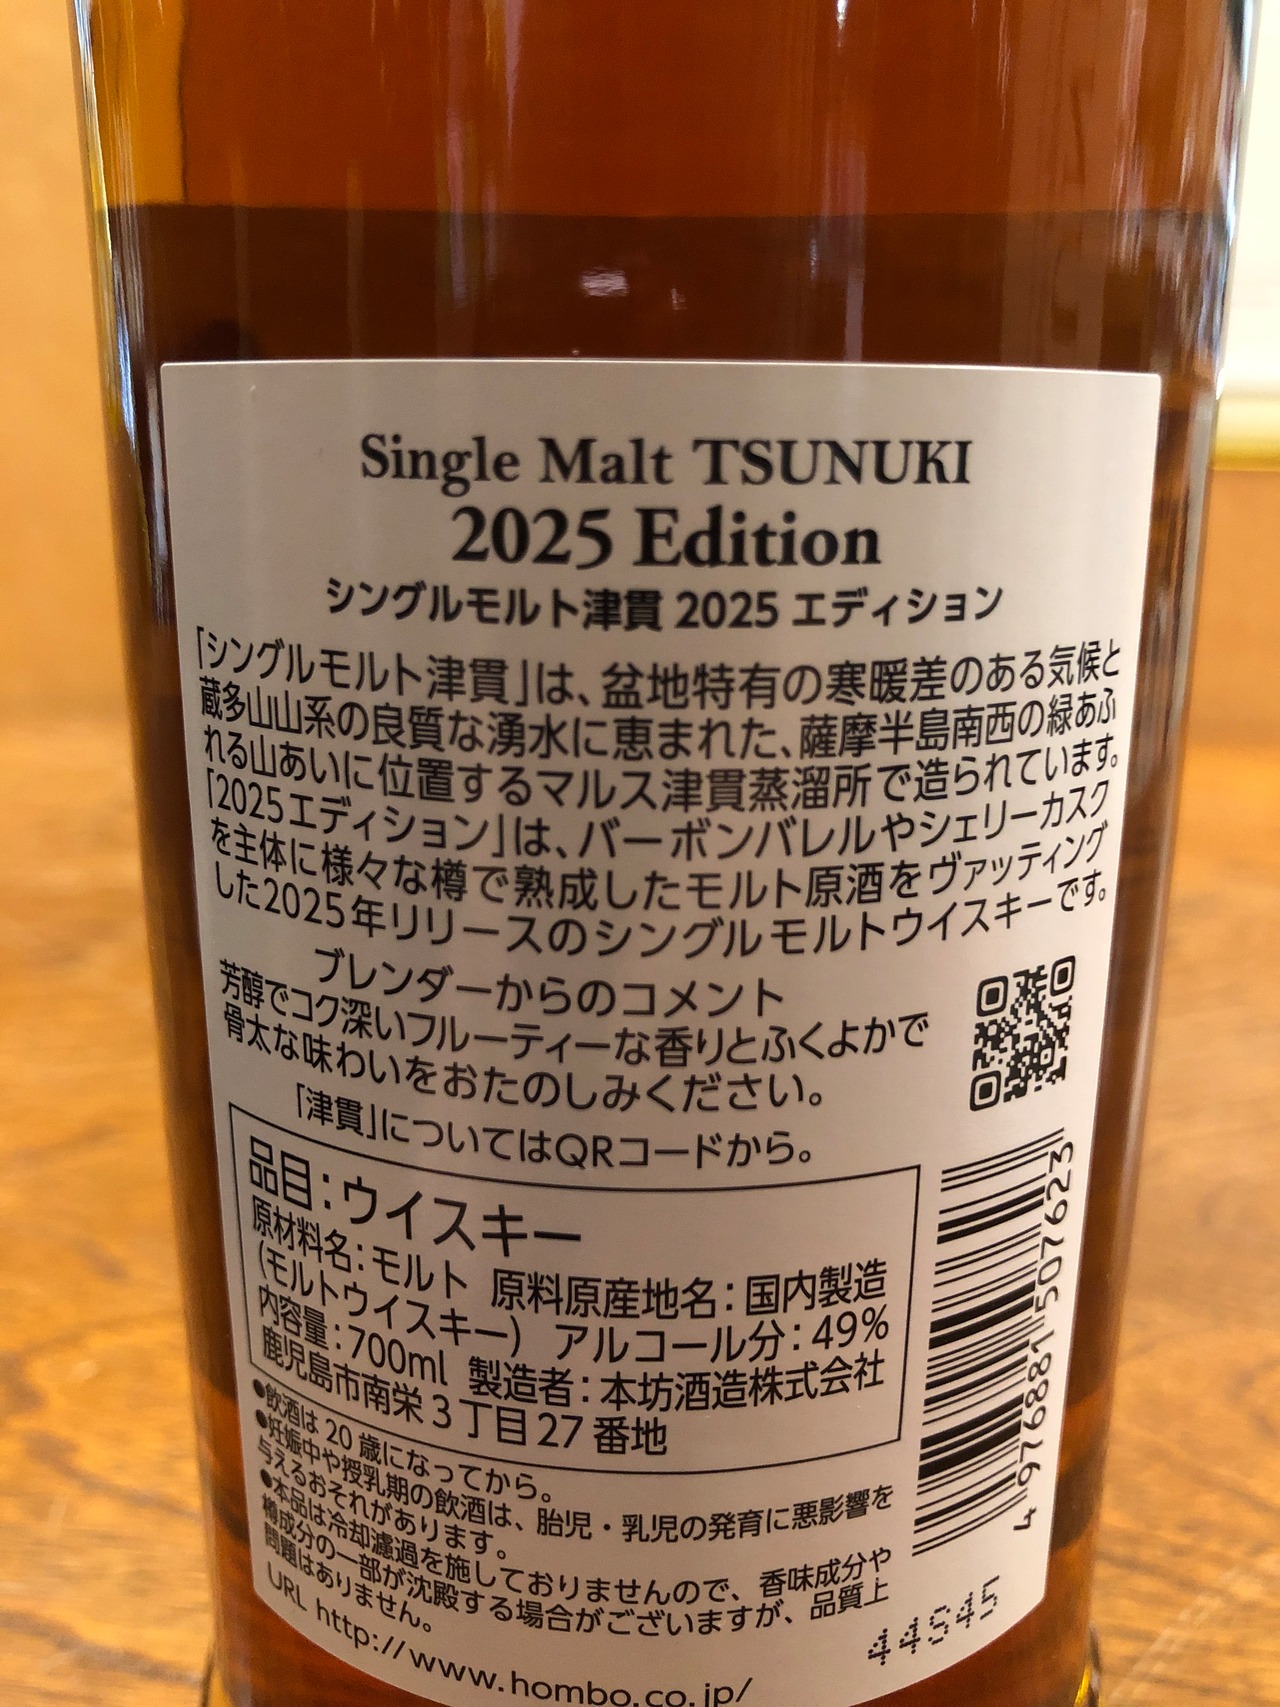 Single Malt TSUNUKI
2025 Edition
シングルモルト津貫 2025 エディション
「シングルモルト津貫」は、盆地特有の寒暖差のある気候と
蔵多山山系の良質な湧水に恵まれた、薩摩半島南西の緑あふ
れる山あいに位置するマルス津貫蒸溜所で造られています。
「2025エディション」は、バーボンバレルやシェリーカスク
を主体に様々な樽で熟成したモルト原酒をヴァッティング
した2025年リリースのシングルモルトウイスキーです。
ブレンダーからのコメント
芳醇でコク深いフルーティーな香りとふくよかで
骨太な味わいをおたのしみください。
「津貫」についてはQRコードから。
品目：ウイスキー
原材料名：モルト 原料原産地名：国内製造
(モルトウイスキー) アルコール分：49%
内容量：700ml 製造者：本坊酒造株式会社
鹿児島市南栄3丁目27番地
4 976881 507623
●飲酒は 20 歳になってから。
●妊娠中や授乳期の飲酒は、胎児・乳児の発育に悪影響を
与えるおそれがあります。
●本品は冷却濾過を施しておりませんので、香味成分や
樽成分の一部が沈殿する場合がございますが、品質上
問題はありません。
URL http://www.hombo.co.jp/
44S45